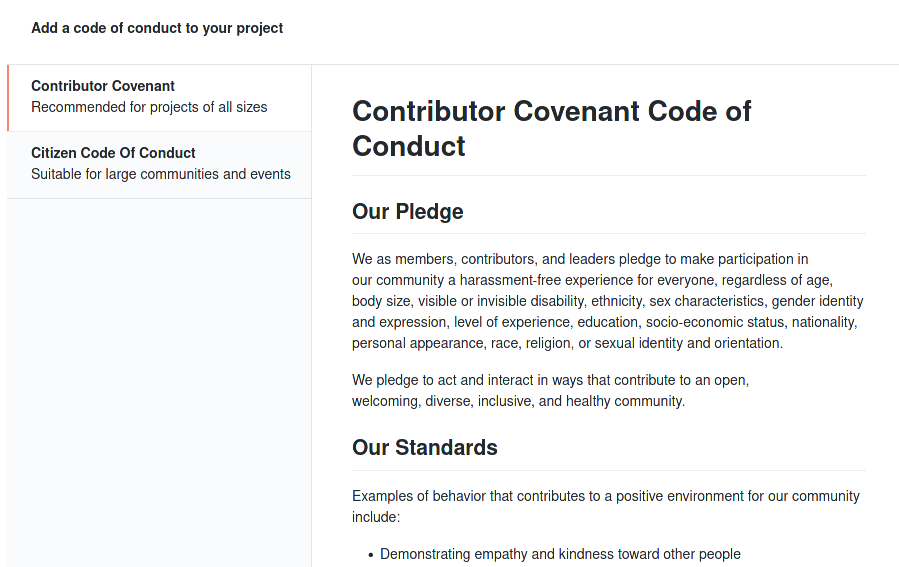 Add a code of conduct to your project
Contributor Covenant
Recommended for projects of all sizes
Citizen Code Of Conduct
Suitable for large communities and events
Contributor Covenant Code of
Conduct
Our Pledge
We as members, contributors, and leaders pledge to make participation in
our community a harassment-free experience for everyone, regardless of age,
body size, visible or invisible disability, ethnicity, sex characteristics, gender identity
and expression, level of experience, education, socio-economic status, nationality,
personal appearance, race, religion, or sexual identity and orientation.
We pledge to act and interact in ways that contribute to an open,
welcoming, diverse, inclusive, and healthy community.
Our Standards
Examples of behavior that contributes to a positive environment for our community
include:
• Demonstrating empathy and kindness toward other people